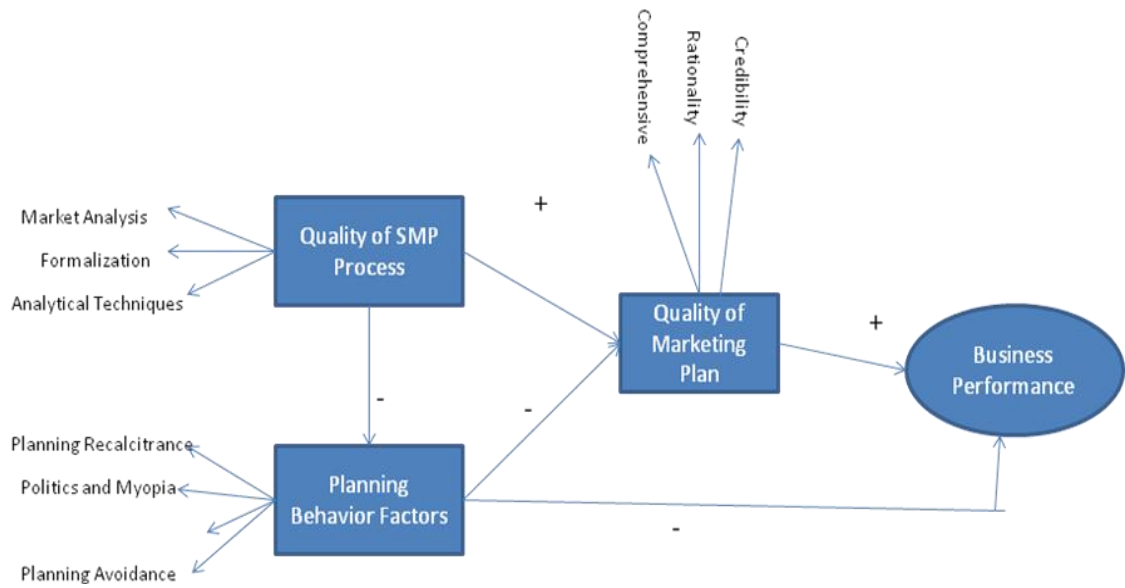 Comprehensive
Rationality
Credibility
Market Analysis
Formalization
Analytical Techniques
Quality of SMP
Process
+
Quality of
Marketing
Plan
+
Business
Performance
-
-
Planning Recalcitrance
Politics and Myopia
Planning Avoidance
Planning
Behavior Factors
-